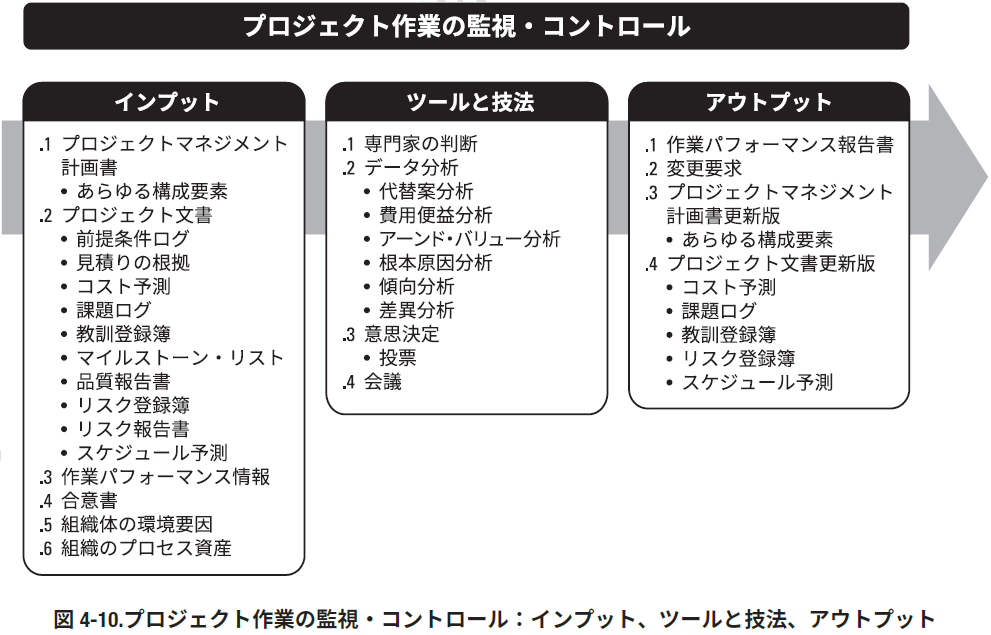 プロジェクト作業の監視・コントロール
インプット
.1 プロジェクトマネジメント
計画書
• あらゆる構成要素
.2 プロジェクト文書
• 前提条件ログ
• 見積りの根拠
• コスト予測
• 課題ログ
• 教訓登録簿
• マイルストーン・リスト
• 品質報告書
• リスク登録簿
• リスク報告書
• スケジュール予測
.3 作業パフォーマンス情報
.4 合意書
.5 組織体の環境要因
.6 組織のプロセス資産
ツールと技法
.1 専門家の判断
.2 データ分析
• 代替案分析
• 費用便益分析
• アーンド・バリュー分析
• 根本原因分析
• 傾向分析
• 差異分析
.3 意思決定
• 投票
.4 会議
アウトプット
.1 作業パフォーマンス報告書
.2 変更要求
.3 プロジェクトマネジメント
計画書更新版
• あらゆる構成要素
.4 プロジェクト文書更新版
• コスト予測
• 課題ログ
• 教訓登録簿
• リスク登録簿
• スケジュール予測
図 4-10.プロジェクト作業の監視・コントロール：インプット、ツールと技法、アウトプット